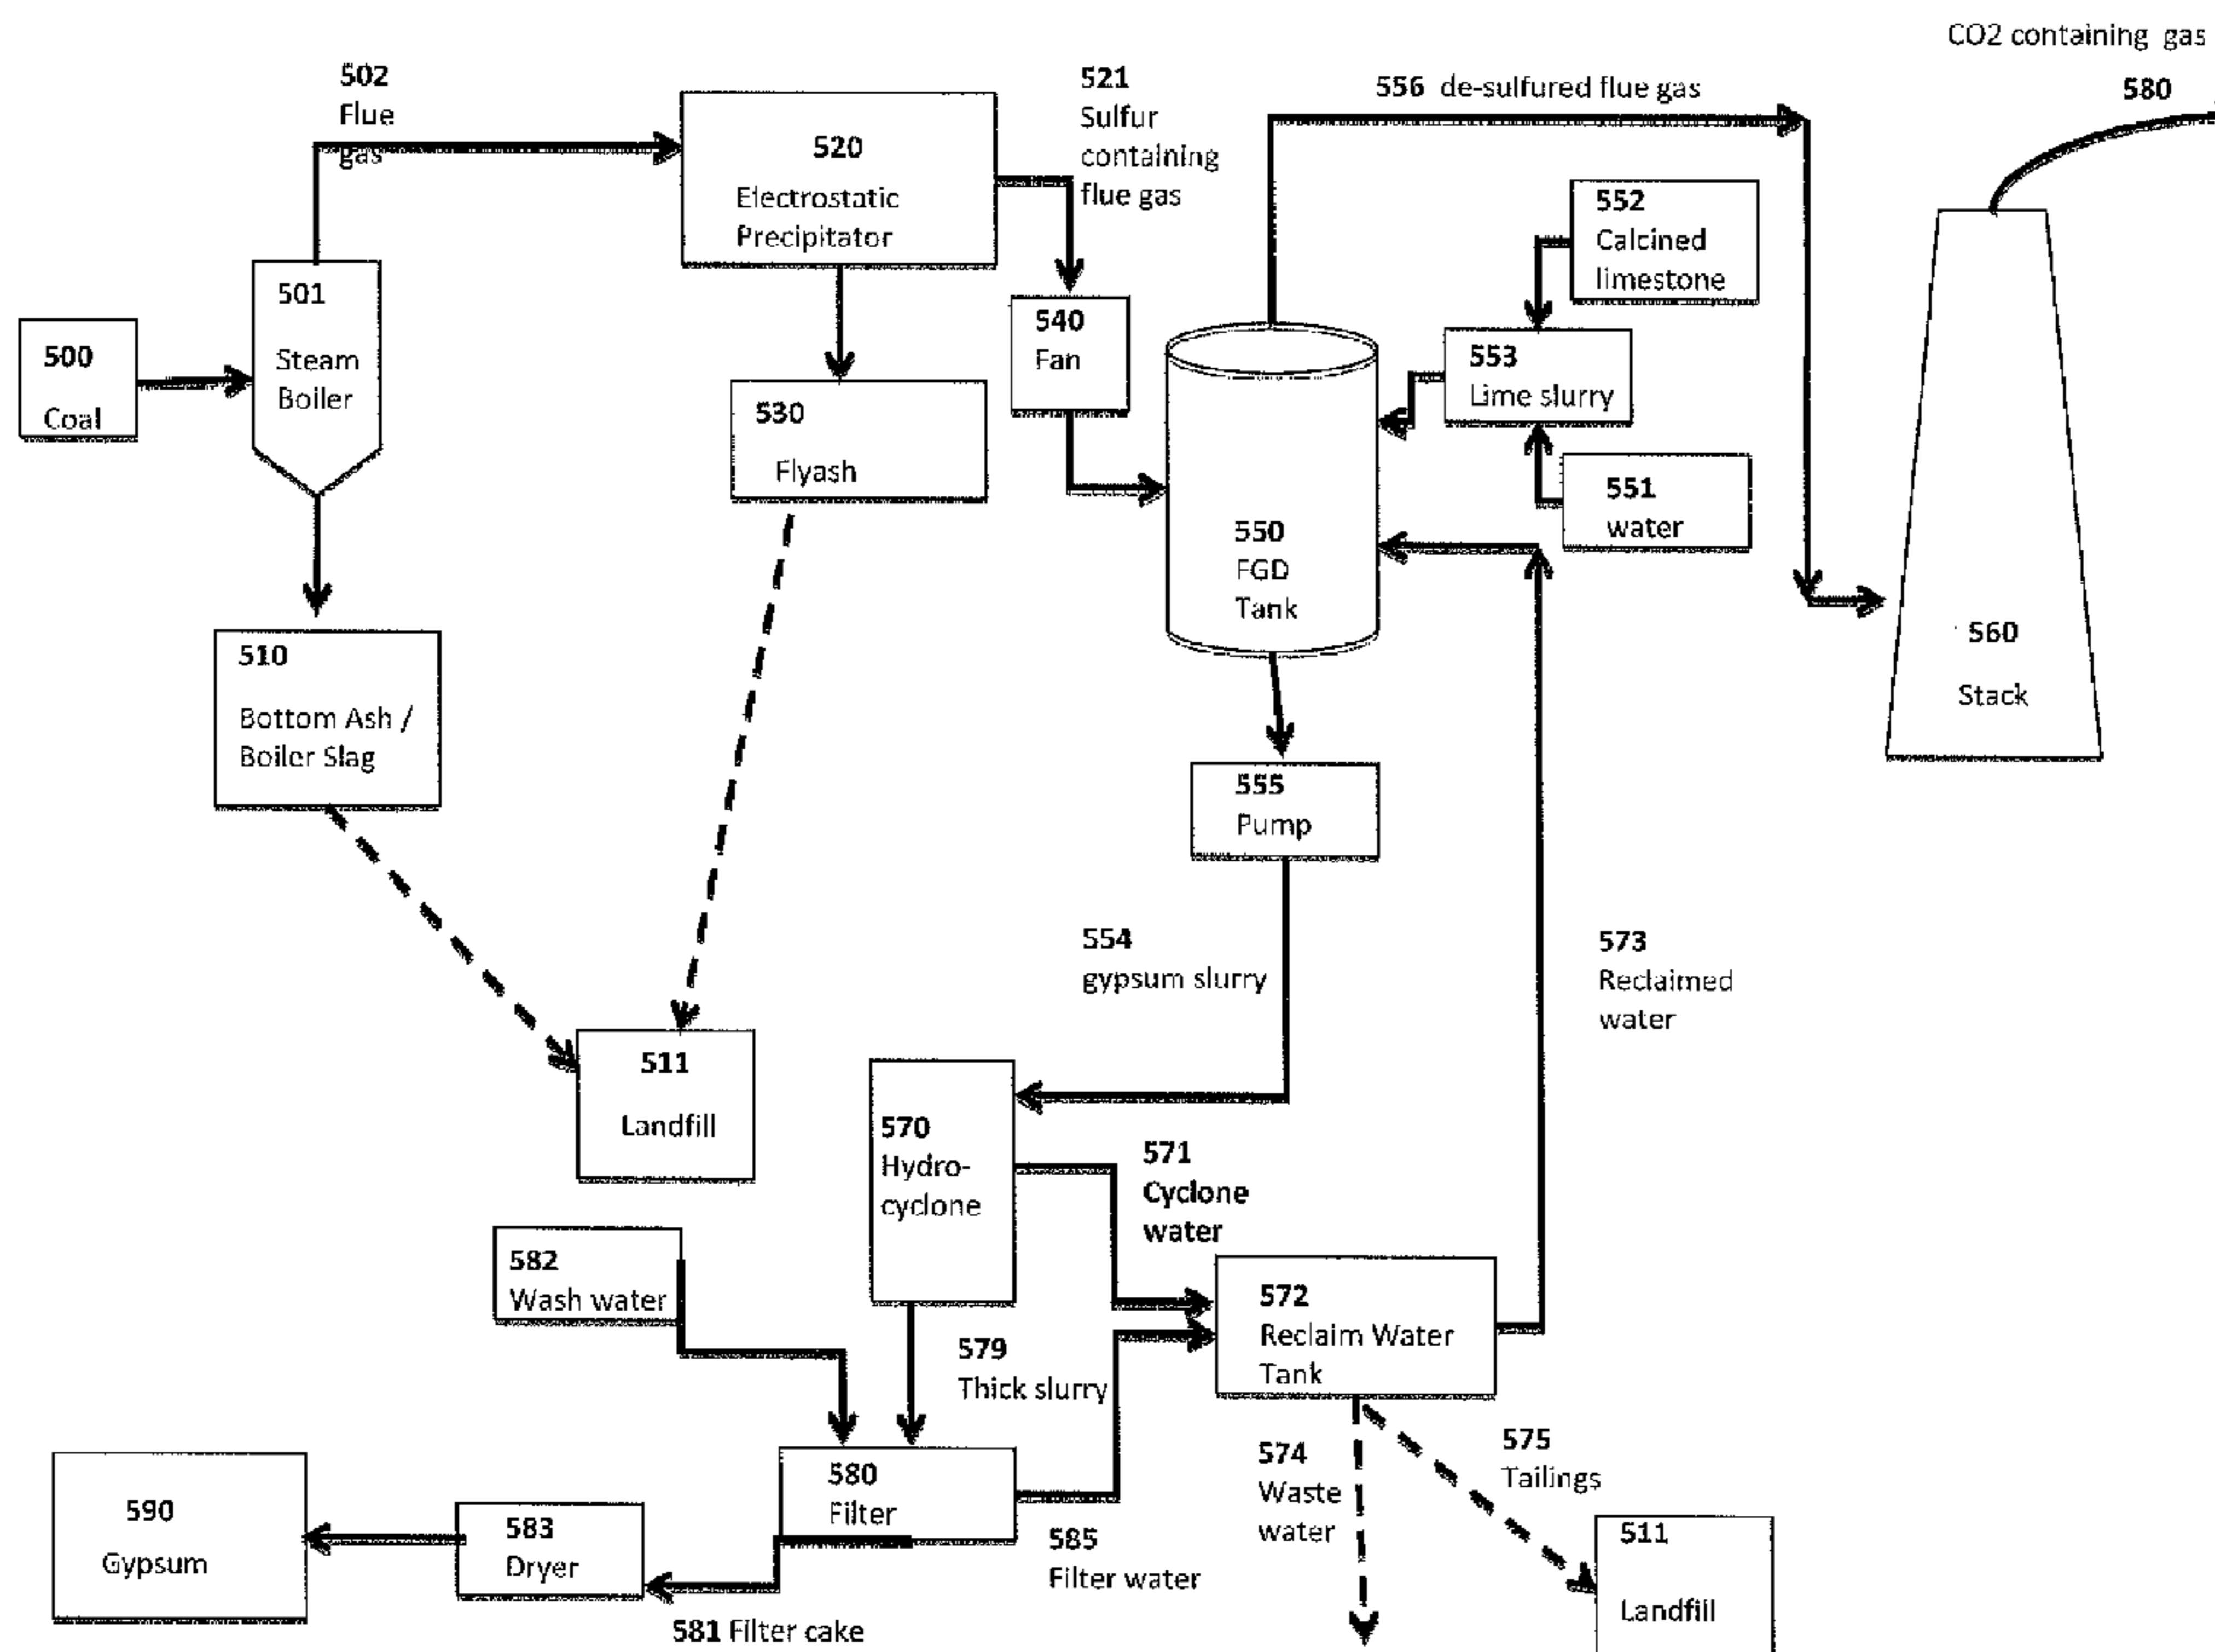 CO2 containing  gas
580
502
Flue
gas
521
Sulfur
containing
flue gas
556  de-sulfured flue gas
520
Electrostatic
Precipitator
552
Calcined
limestone
501
Steam
Boiler
540
Fan
500
Coal
553
Lime slurry
530
Flyash
551
water
550
FGD
Tank
560
Stack
510
Bottom Ash /
Boiler Slag
555
Pump
554
gypsum slurry
573
Reclaimed
water
511
Landfill
570
Hydro-
cyclone
571
Cyclone
water
582
Wash water
572
Reclaim Water
Tank
579
Thick slurry
574
Waste
water
575
Tailings
580
Filter
590
Gypsum
583
Dryer
585
Filter water
511
Landfill
581 Filter cake